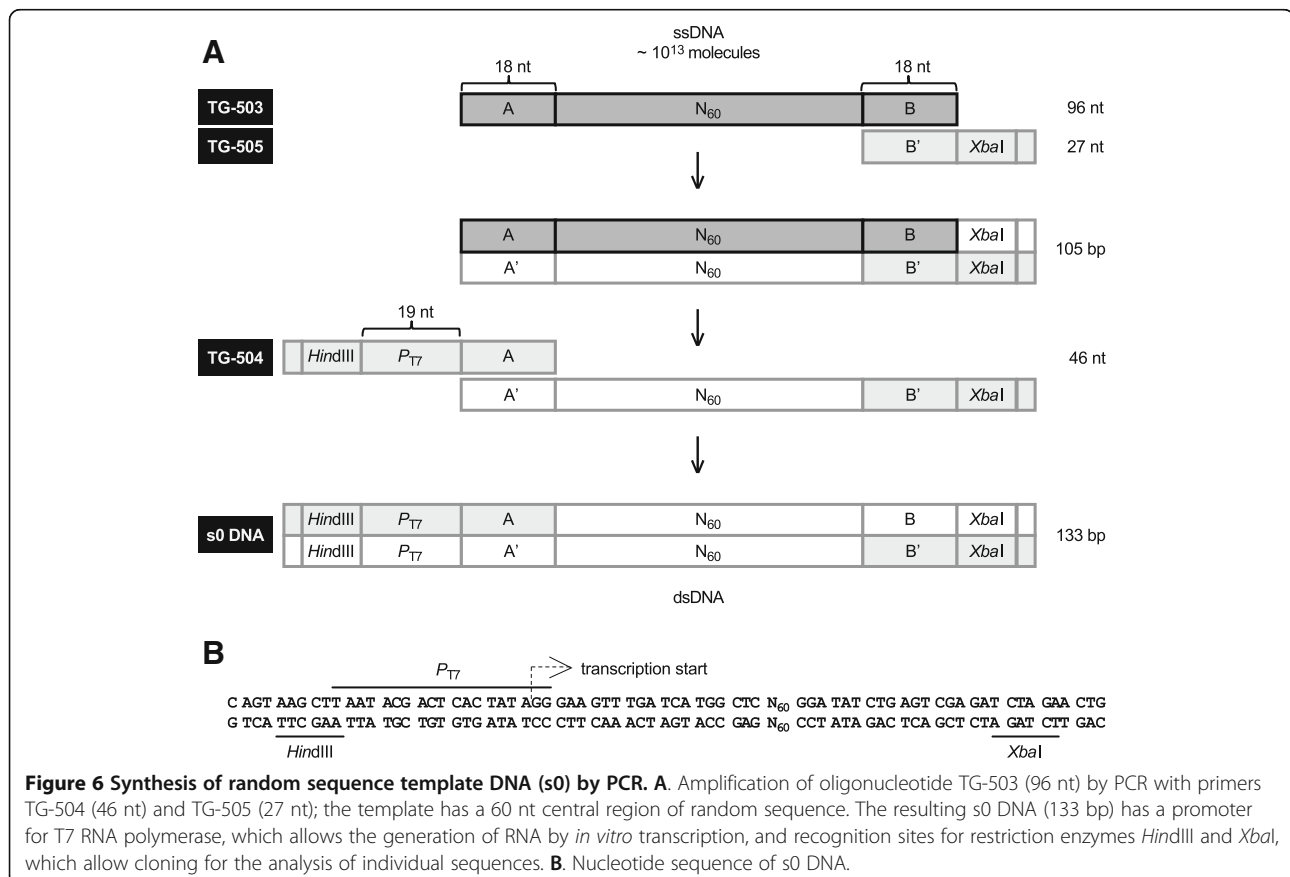 A
ssDNA
~ 10¹³ molecules
18 nt 18 nt
TG-503 A N₆₀ B 96 nt
TG-505 B' XbaI 27 nt
A N₆₀ B XbaI
105 bp
A' N₆₀ B' XbaI
19 nt
TG-504 HindIII P_T7 A 46 nt
A' N₆₀ B' XbaI
HindIII P_T7 A N₆₀ B XbaI
s0 DNA 133 bp
HindIII P_T7 A' N₆₀ B' XbaI
dsDNA
B
P_T7 transcription start
C AGT AAGCTT AAT ACG ACT CAC TAT AGG GAA GTT TGA TCA TGG CTC N₆₀ GGA TAT CTG AGT CGA GAT CTA GAA CTG
G TCA TTC GAA TTA TGC TGT GTG ATA TCC CTT CAA ACT AGT ACC GAG N₆₀ CCT ATA GAC TCA GCT CTA GAT CTT GAC
HindIII XbaI
Figure 6 Synthesis of random sequence template DNA (s0) by PCR. A. Amplification of oligonucleotide TG-503 (96 nt) by PCR with primers
TG-504 (46 nt) and TG-505 (27 nt); the template has a 60 nt central region of random sequence. The resulting s0 DNA (133 bp) has a promoter
for T7 RNA polymerase, which allows the generation of RNA by in vitro transcription, and recognition sites for restriction enzymes HindIII and XbaI,
which allow cloning for the analysis of individual sequences. B. Nucleotide sequence of s0 DNA.